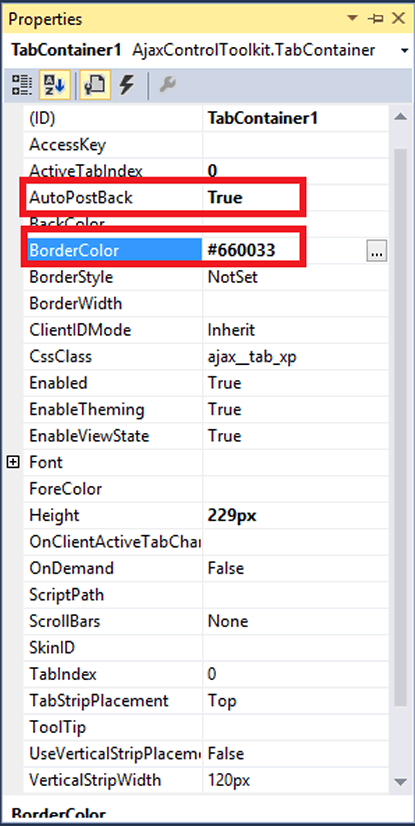 Properties
TabContainer1 AjaxControlToolkit.TabContainer
(ID) TabContainer1
AccessKey
ActiveTabIndex 0
AutoPostBack True
BackColor
BorderColor #660033 ...
BorderStyle NotSet
BorderWidth
ClientIDMode Inherit
CssClass ajax__tab_xp
Enabled True
EnableTheming True
EnableViewState True
Font
ForeColor
Height 229px
OnClientActiveTabChan
OnDemand False
ScriptPath
ScrollBars None
SkinID
TabIndex 0
TabStripPlacement Top
ToolTip
UseVerticalStripPlaceme False
VerticalStripWidth 120px
BorderColor